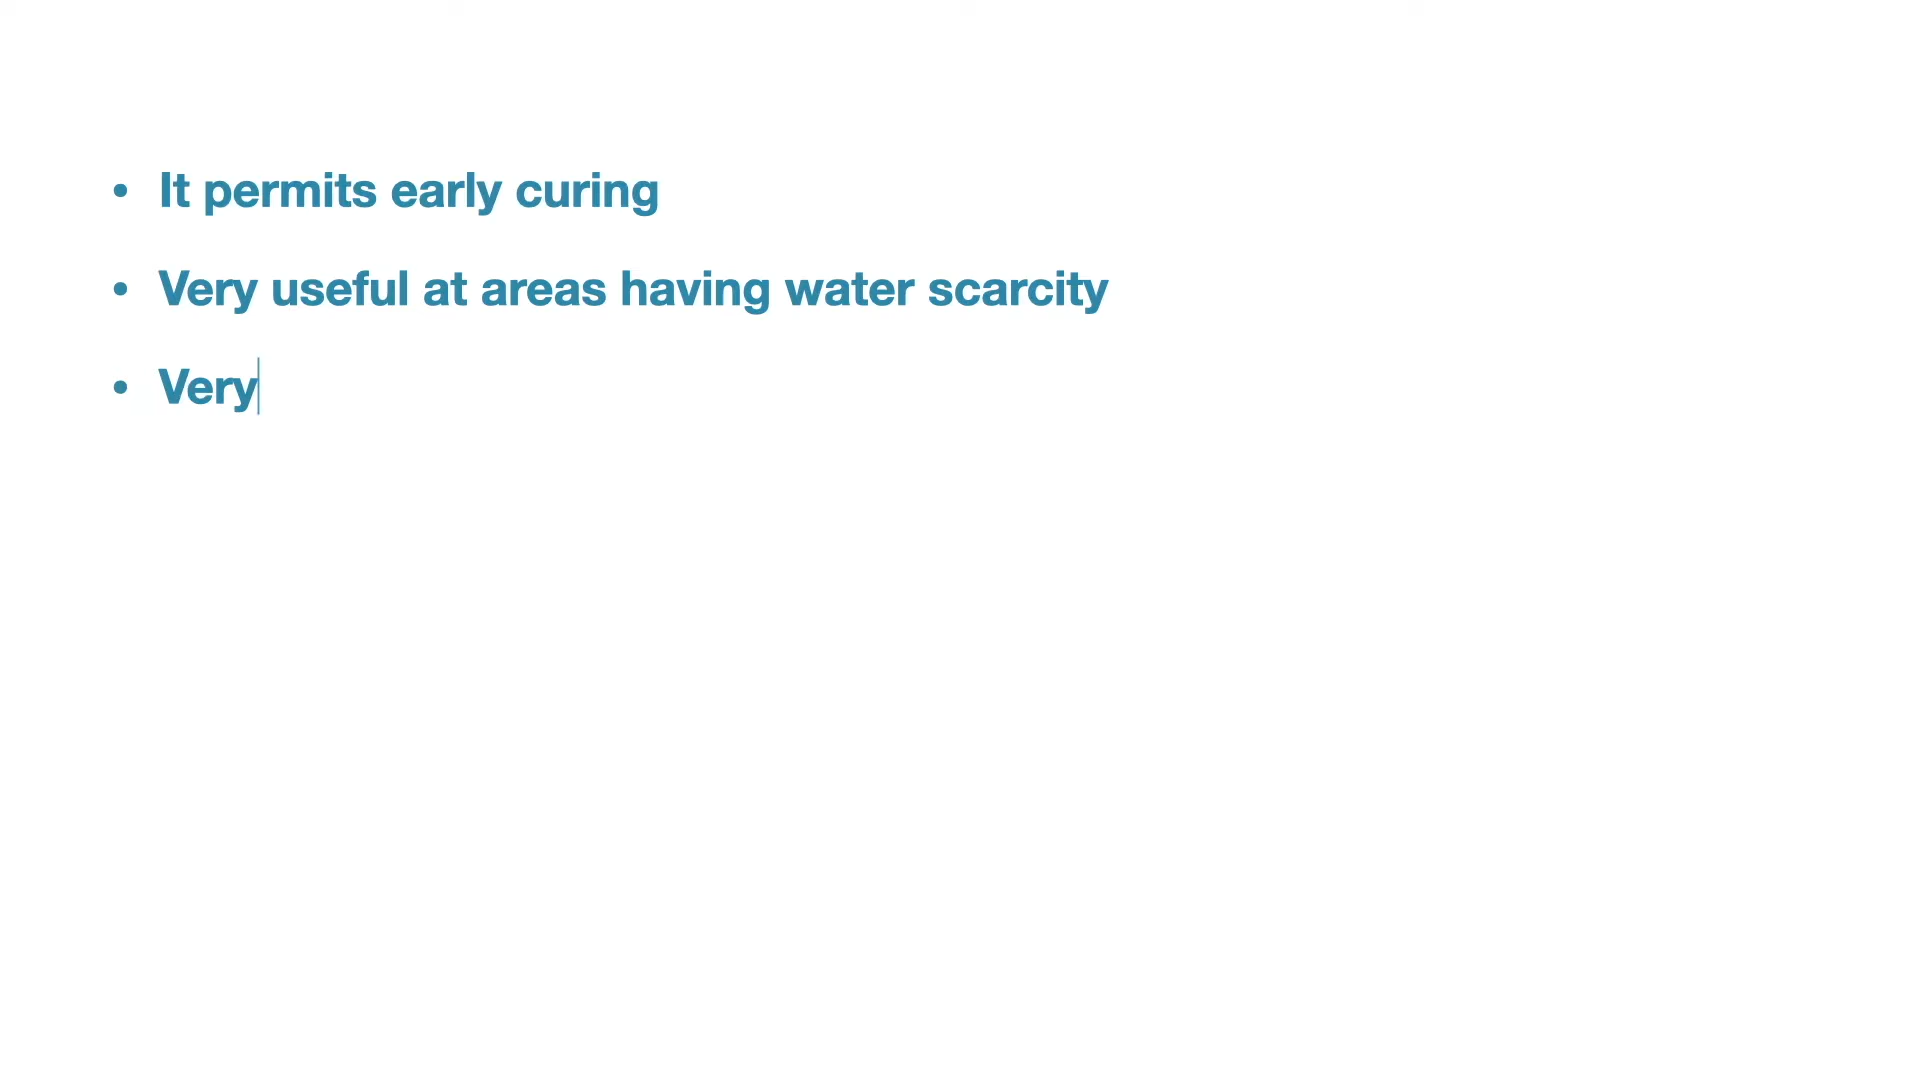 • It permits early curing
• Very useful at areas having water scarcity
• Very